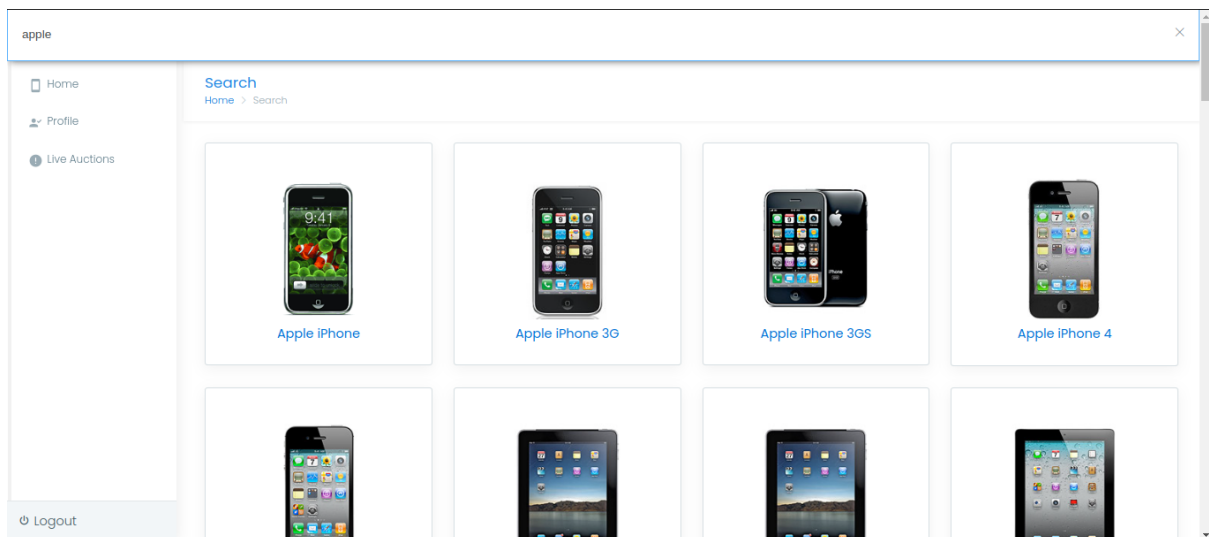 apple
Home
Profile
Live Auctions
Logout
Search
Home > Search
9:41
Apple iPhone
Apple iPhone 3G
Apple iPhone 3GS
Apple iPhone 4